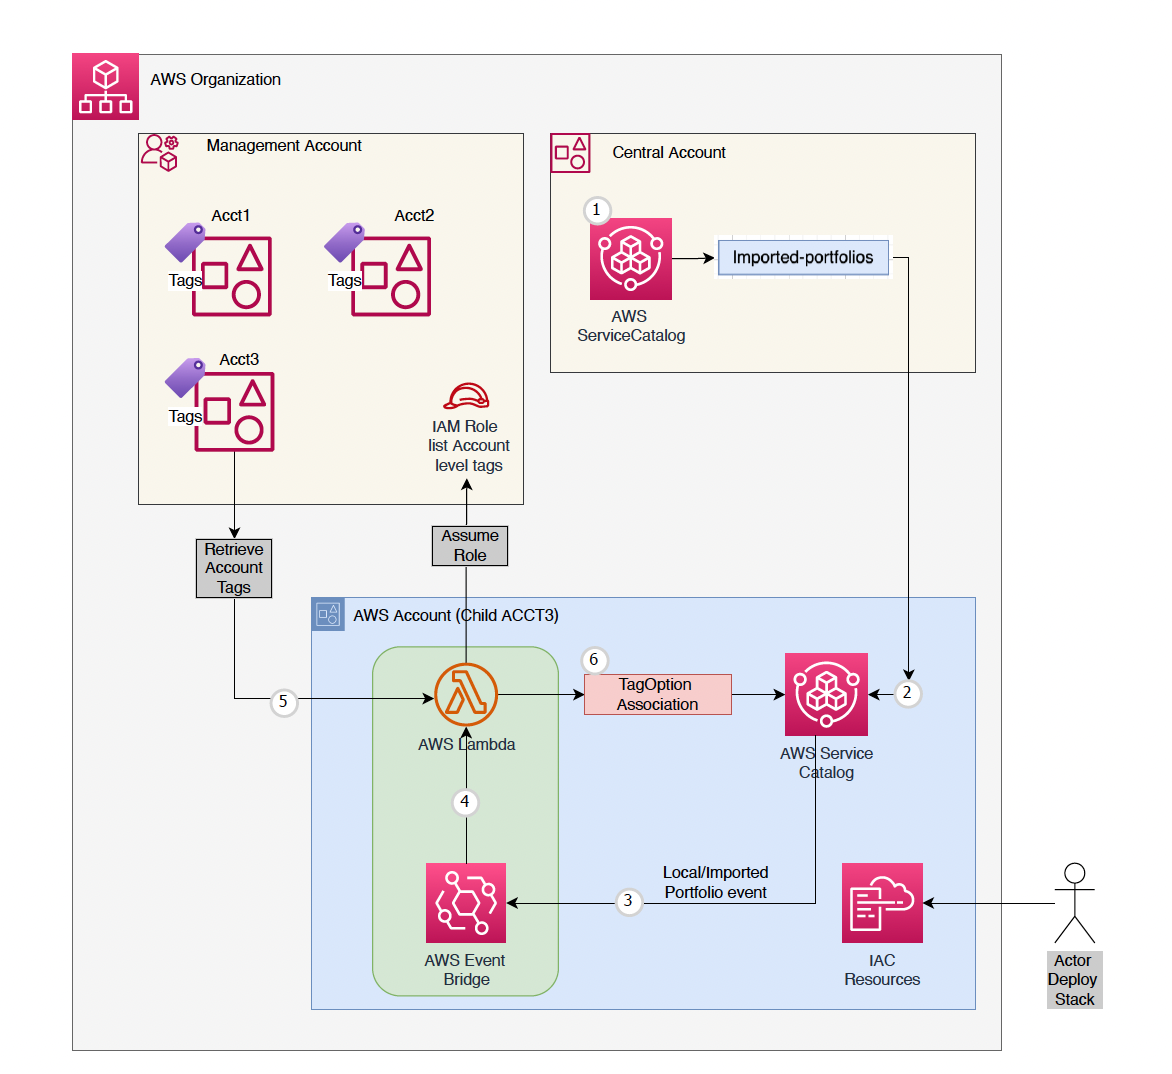 AWS Organization
Management Account
Acct1
Tags
Acct2
Tags
Acct3
Tags
IAM Role
list Account
level tags
Central Account
1
AWS
ServiceCatalog
Imported-portfolios
Retrieve
Account
Tags
Assume
Role
AWS Account (Child ACCT3)
5
AWS Lambda
6
TagOption
Association
2
AWS Service
Catalog
4
Local/Imported
Portfolio event
3
AWS Event
Bridge
IAC
Resources
Actor
Deploy
Stack